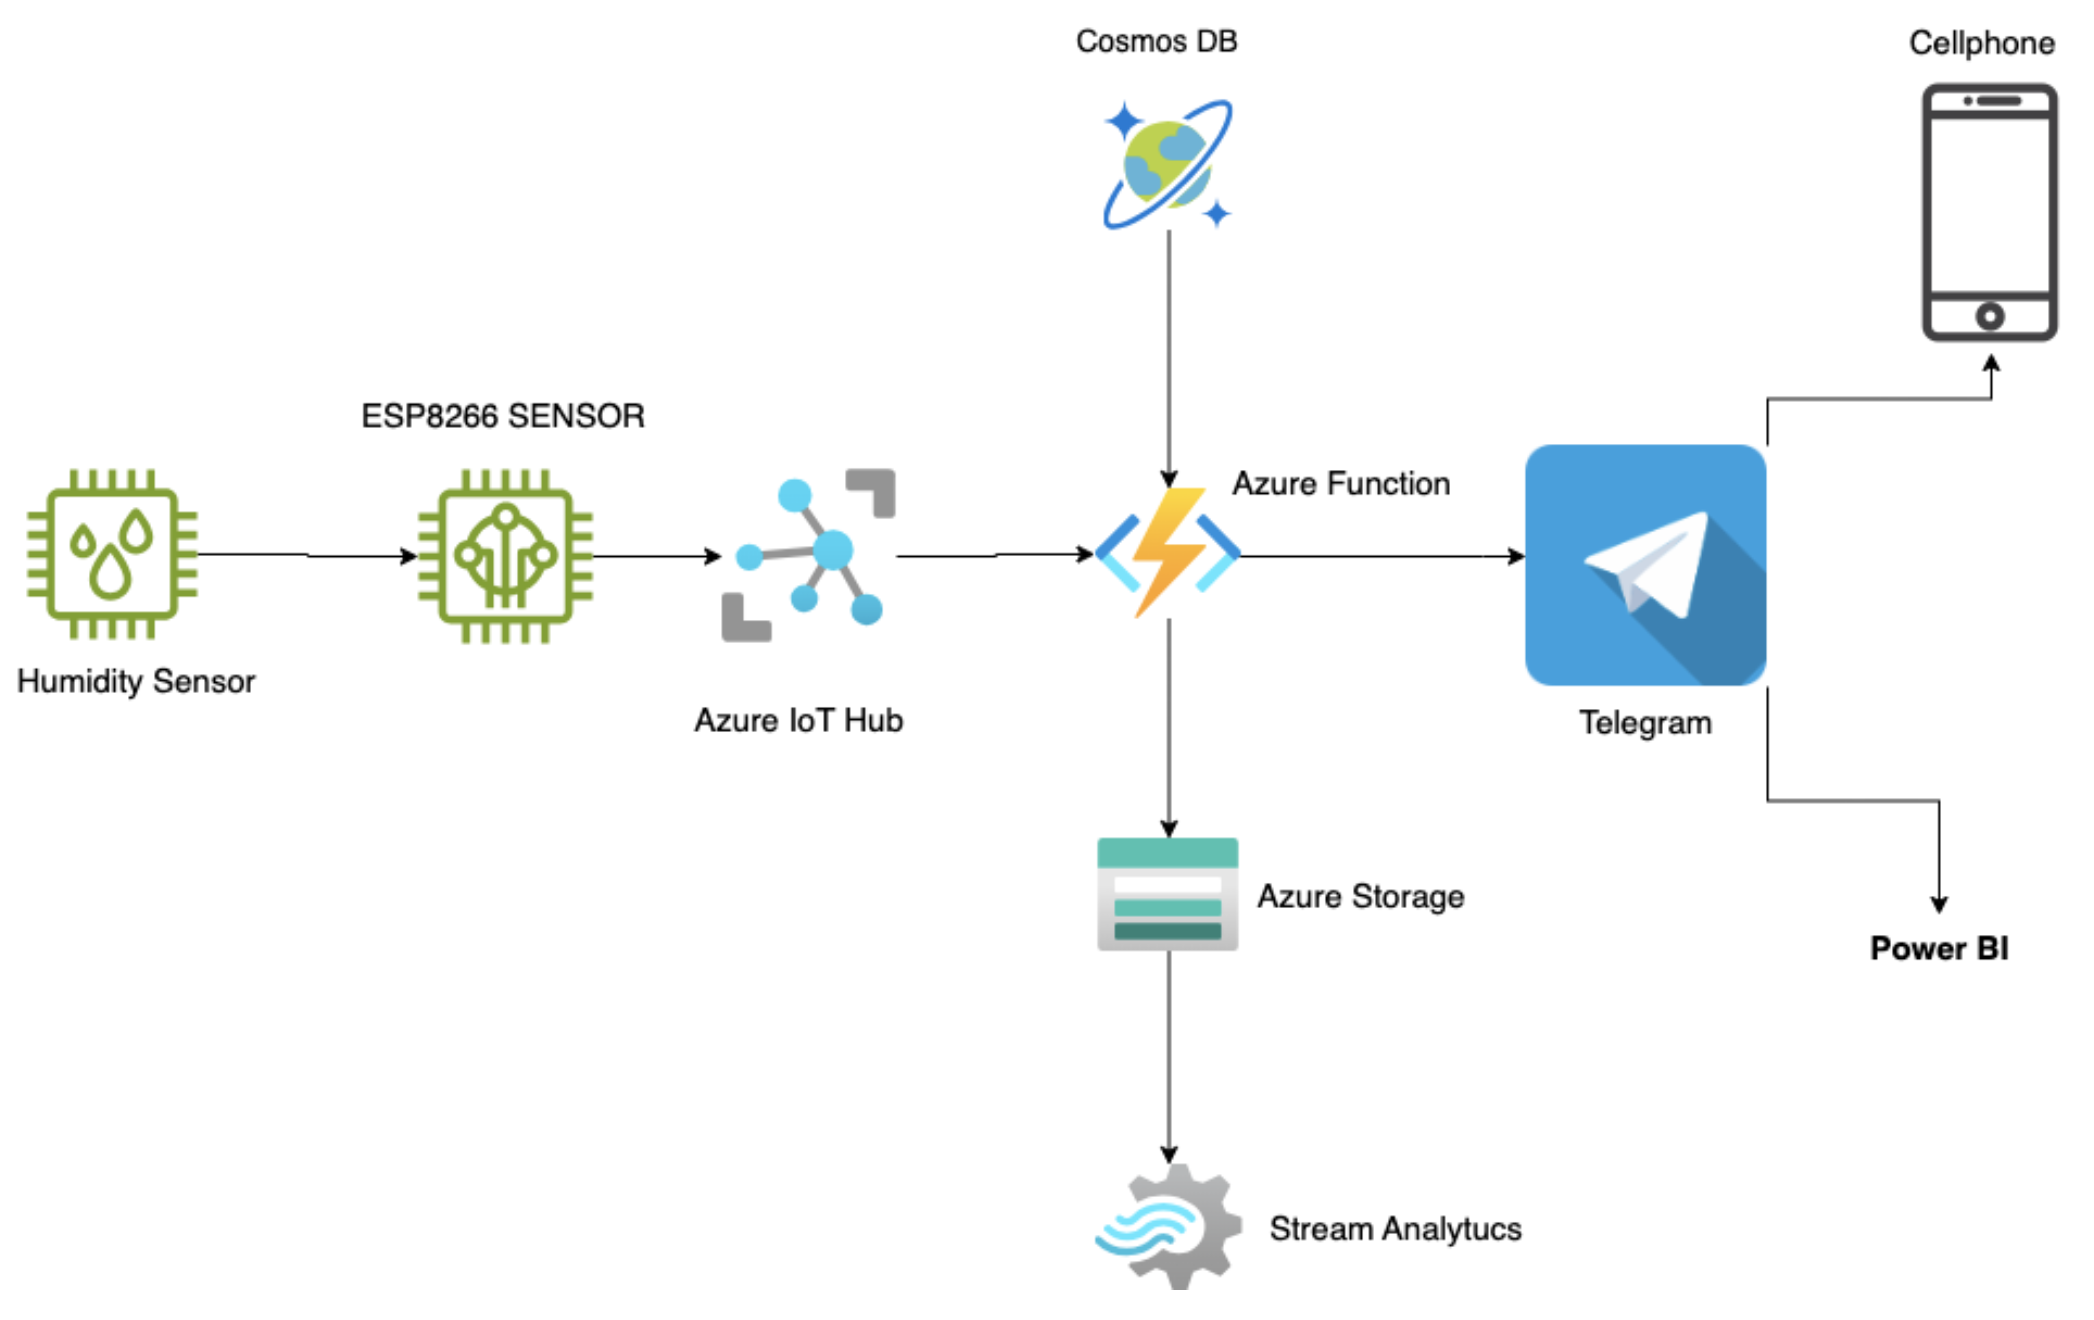 Cosmos DB
Cellphone
ESP8266 SENSOR
Azure Function
Humidity Sensor
Azure IoT Hub
Telegram
Azure Storage
Power BI
Stream Analytucs